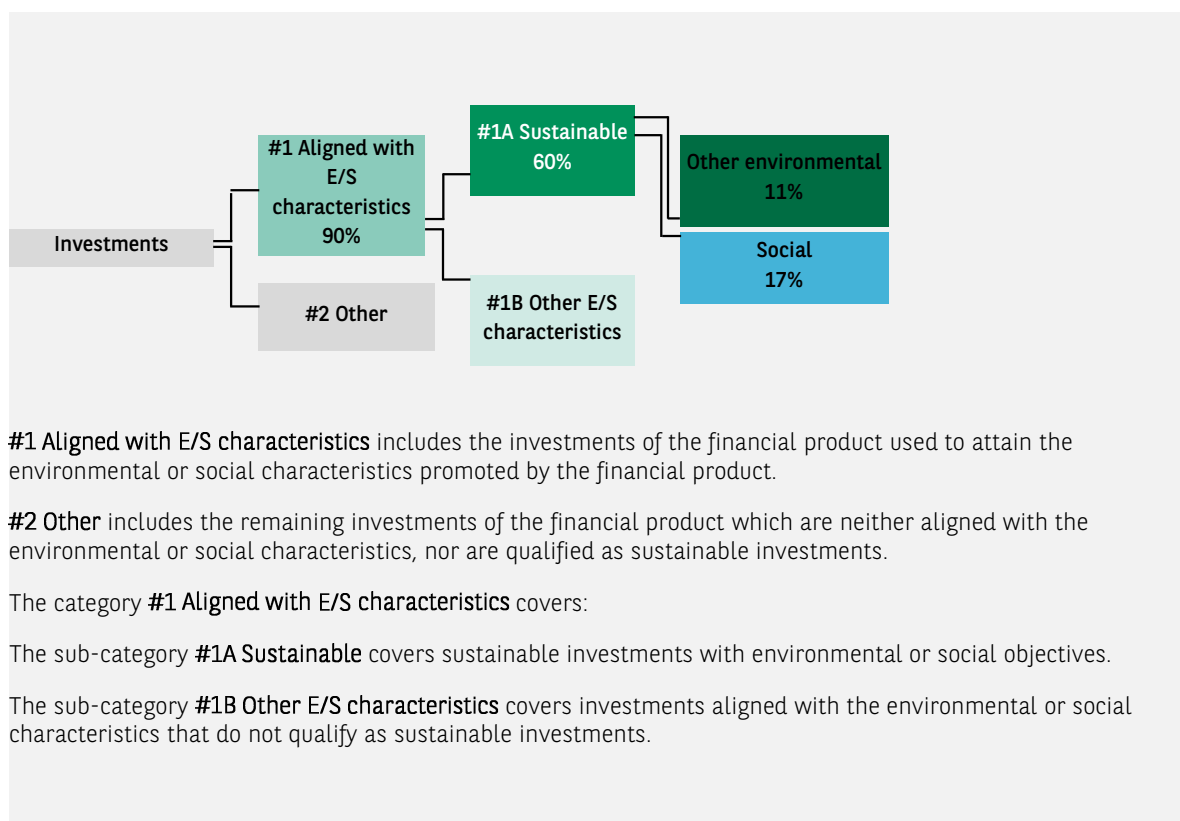 #1A Sustainable
60%
#1 Aligned with
E/S
characteristics
90%
Other environmental
11%
Investments
Social
17%
#2 Other
#1B Other E/S
characteristics
#1 Aligned with E/S characteristics includes the investments of the financial product used to attain the
environmental or social characteristics promoted by the financial product.
#2 Other includes the remaining investments of the financial product which are neither aligned with the
environmental or social characteristics, nor are qualified as sustainable investments.
The category #1 Aligned with E/S characteristics covers:
The sub-category #1A Sustainable covers sustainable investments with environmental or social objectives.
The sub-category #1B Other E/S characteristics covers investments aligned with the environmental or social
characteristics that do not qualify as sustainable investments.